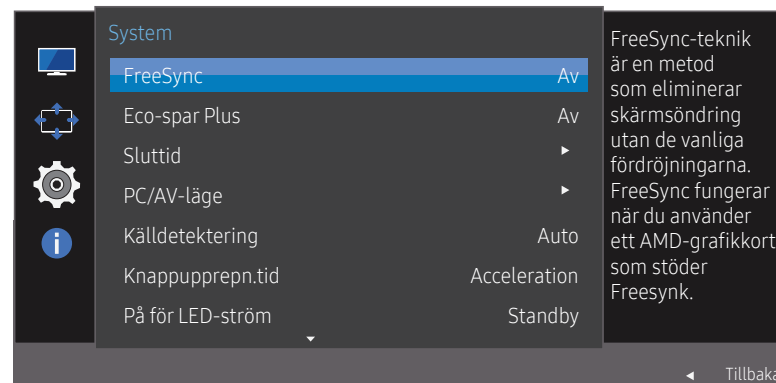 System
FreeSync Av
Eco-spar Plus Av
Sluttid
PC/AV-läge
Källdetektering Auto
Knappupprepn.tid Acceleration
På för LED-ström Standby
FreeSync-teknik
är en metod
som eliminerar
skärmsöndring
utan de vanliga
fördröjningarna.
FreeSync fungerar
när du använder
ett AMD-grafikkort
som stöder
Freesynk.
Tillbaka